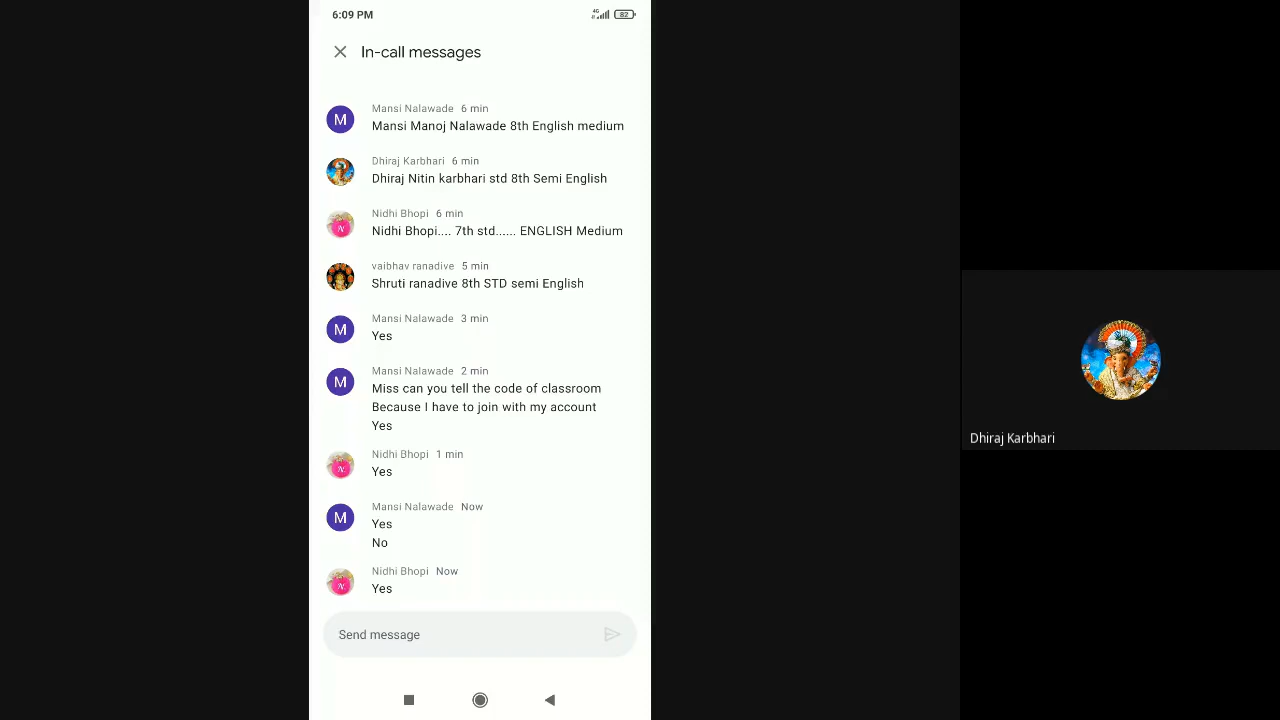 6:09 PM
4G
82
In-call messages
M
Mansi Nalawade 6 min
Mansi Manoj Nalawade 8th English medium
Dhiraj Karbhari 6 min
Dhiraj Nitin karbhari std 8th Semi English
N
Nidhi Bhopi 6 min
Nidhi Bhopi.... 7th std...... ENGLISH Medium
vaibhav ranadive 5 min
Shruti ranadive 8th STD semi English
M
Mansi Nalawade 3 min
Yes
M
Mansi Nalawade 2 min
Miss can you tell the code of classroom
Because I have to join with my account
Yes
N
Nidhi Bhopi 1 min
Yes
M
Mansi Nalawade Now
Yes
No
N
Nidhi Bhopi Now
Yes
Send message
Dhiraj Karbhari